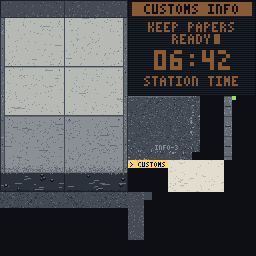 CUSTOMS INFO
KEEP PAPERS
READY
06:42
STATION TIME
INFO-3
> CUSTOMS